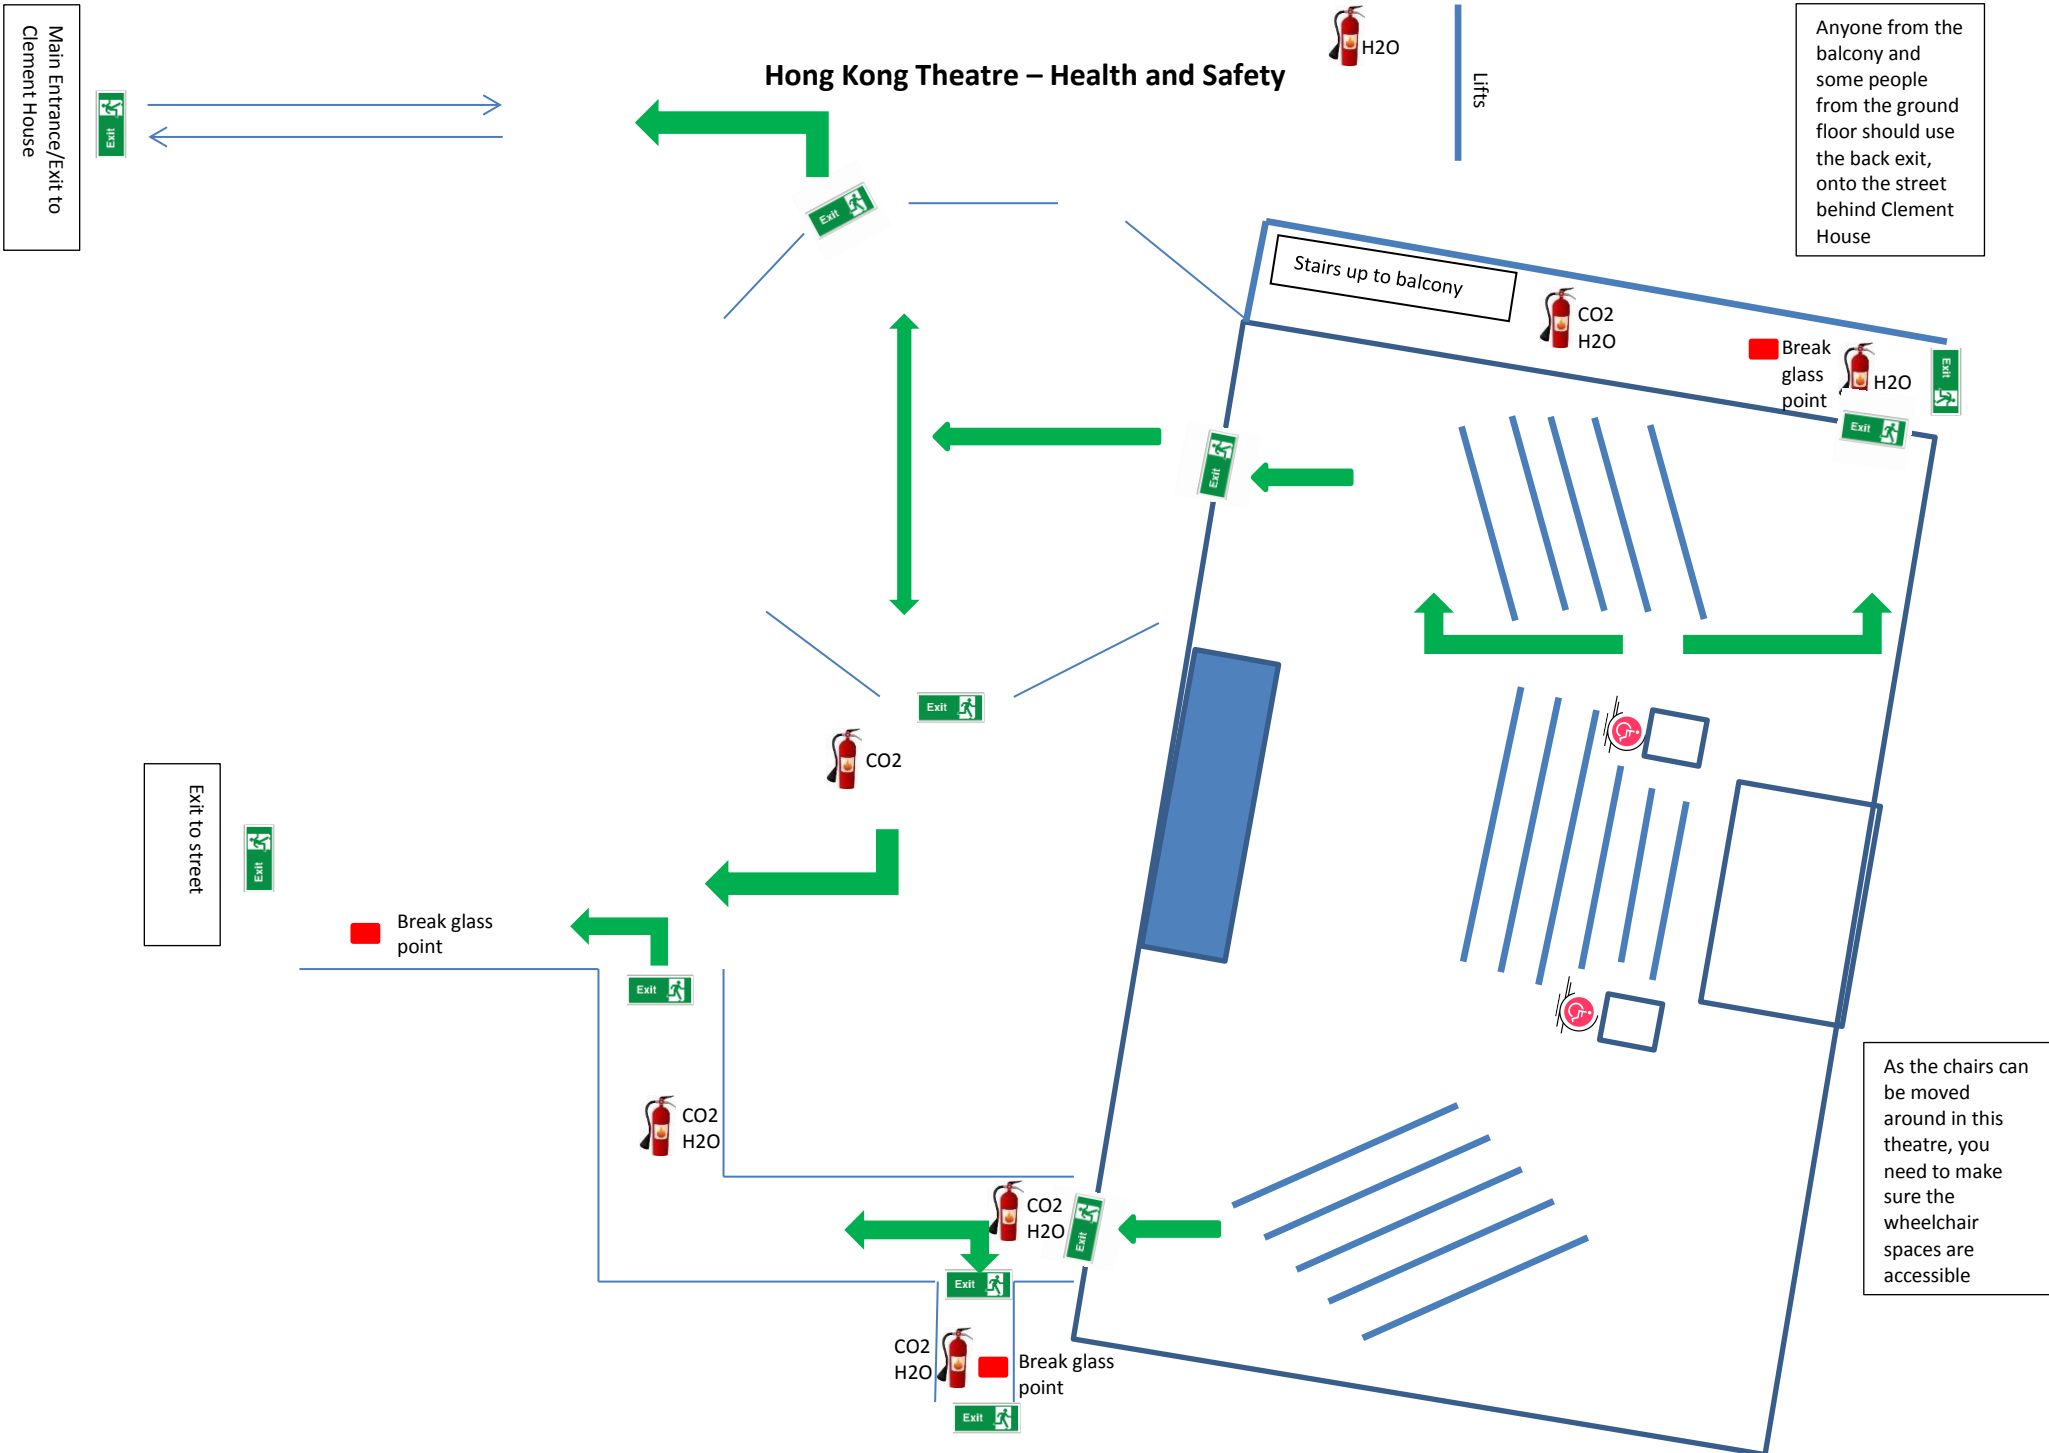 Main Entrance/Exit to
Clement House
Exit
Hong Kong Theatre – Health and Safety
H2O
Lifts
Anyone from the
balcony and
some people
from the ground
floor should use
the back exit,
onto the street
behind Clement
House
Exit
Stairs up to balcony
CO2
H2O
Break
glass
point
H2O
Exit
Exit
Exit
Exit
CO2
Exit to street
Exit
Break glass
point
Exit
CO2
H2O
CO2
H2O
Exit
Exit
CO2
H2O
Break glass
point
Exit
As the chairs can
be moved
around in this
theatre, you
need to make
sure the
wheelchair
spaces are
accessible